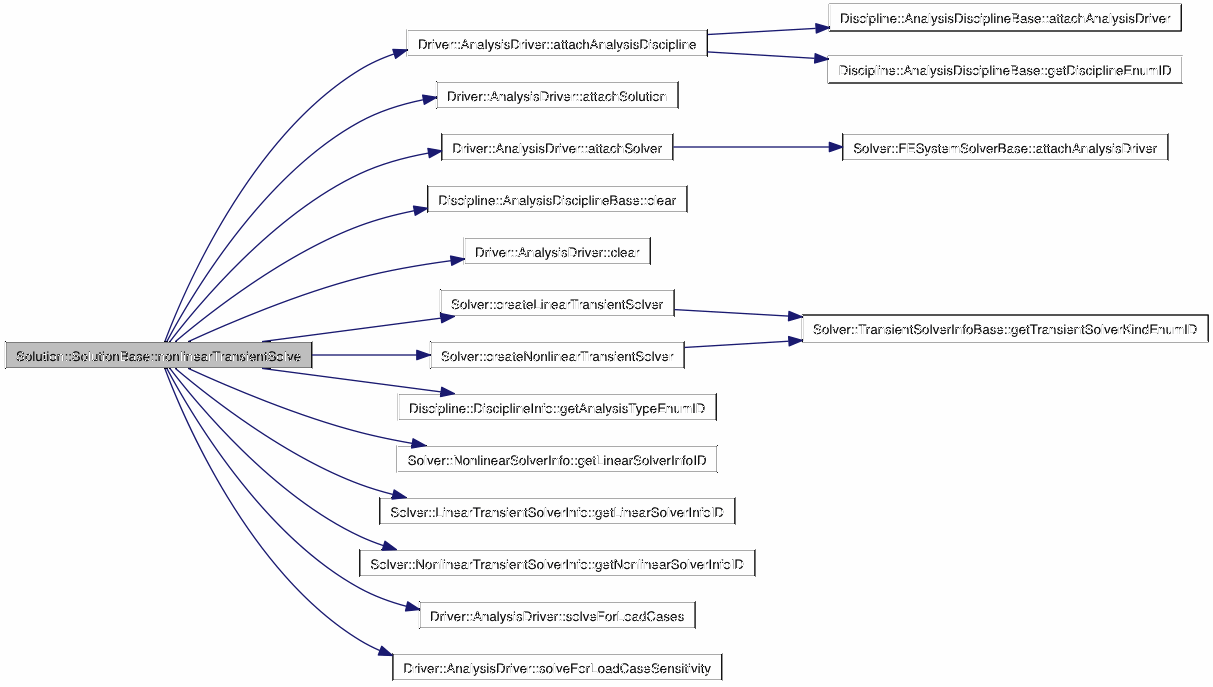 Discipline::AnalysisDisciplineBase::attachAnalysisDriver
Driver::AnalysisDriver::attachAnalysisDiscipline
Discipline::AnalysisDisciplineBase::getDisciplineEnumID
Driver::AnalysisDriver::attachSolution
Driver::AnalysisDriver::attachSolver
Solver::FESystemSolverBase::attachAnalysisDriver
Discipline::AnalysisDisciplineBase::clear
Driver::AnalysisDriver::clear
Solver::createLinearTransientSolver
Solver::TransientSolverInfoBase::getTransientSolverKindEnumID
Solution::SolutionBase::nonlinearTransientSolve
Solver::createNonlinearTransientSolver
Discipline::DisciplineInfo::getAnalysisTypeEnumID
Solver::NonlinearSolverInfo::getLinearSolverInfoID
Solver::LinearTransientSolverInfo::getLinearSolverInfoID
Solver::NonlinearTransientSolverInfo::getNonlinearSolverInfoID
Driver::AnalysisDriver::solveForLoadCases
Driver::AnalysisDriver::solveForLoadCaseSensitivity